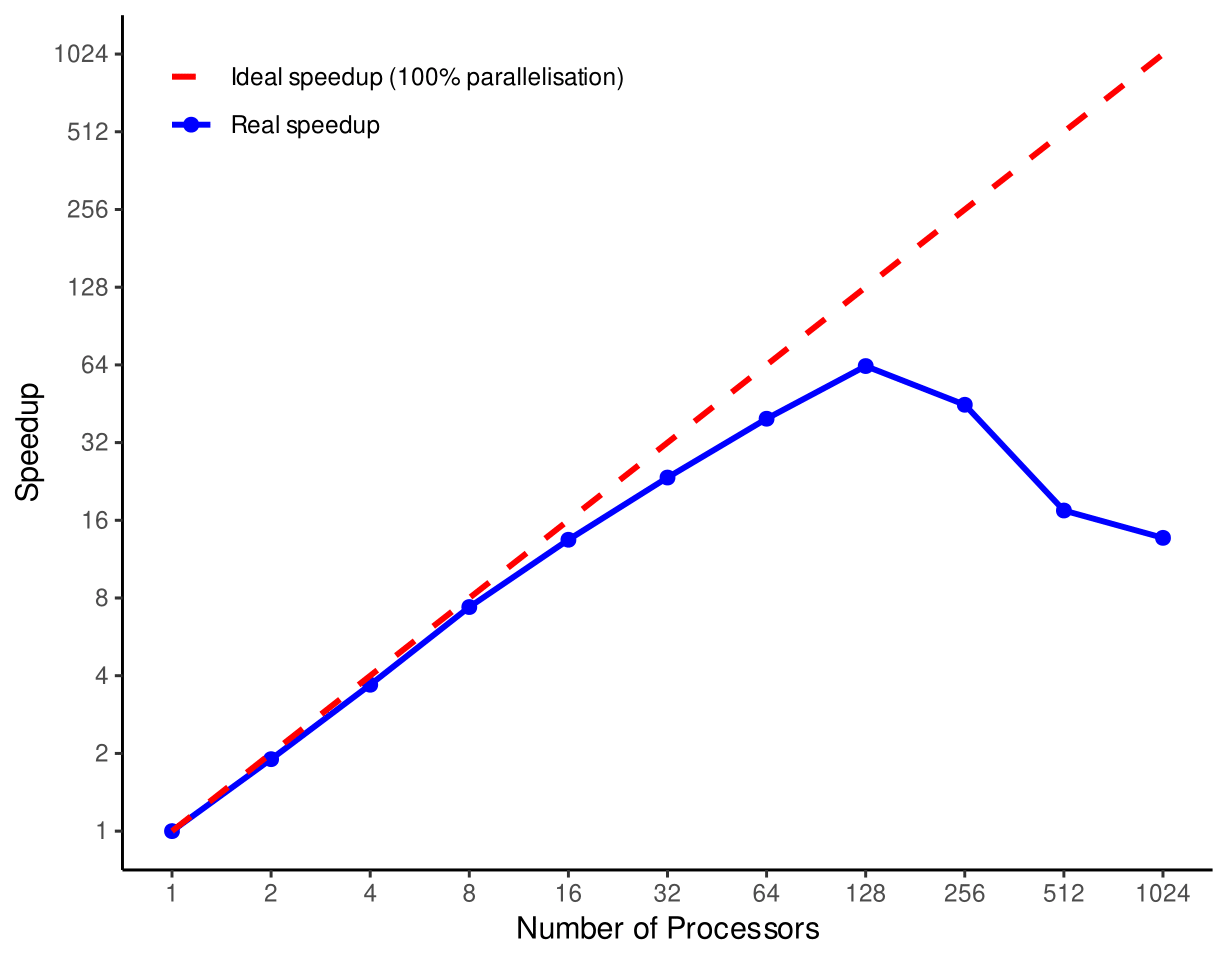 1024
512
256
128
64
32
16
8
4
2
1
Speedup
Ideal speedup (100% parallelisation)
Real speedup
1 2 4 8 16 32 64 128 256 512 1024
Number of Processors